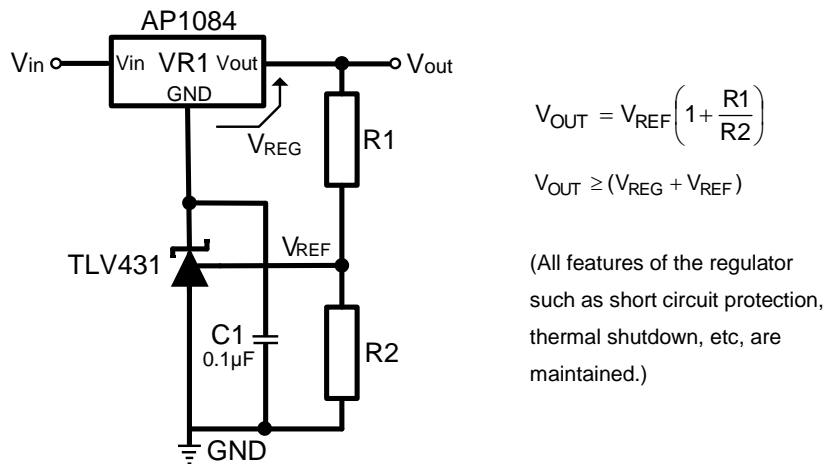 AP1084
Vin
Vin VR1 Vout
Vout
GND
VREG
R1
TLV431
VREF
C1
0.1µF
R2
GND
VOUT = VREF(1 + R1/R2)
VOUT ≥ (VREG + VREF)
(All features of the regulator
such as short circuit protection,
thermal shutdown, etc, are
maintained.)